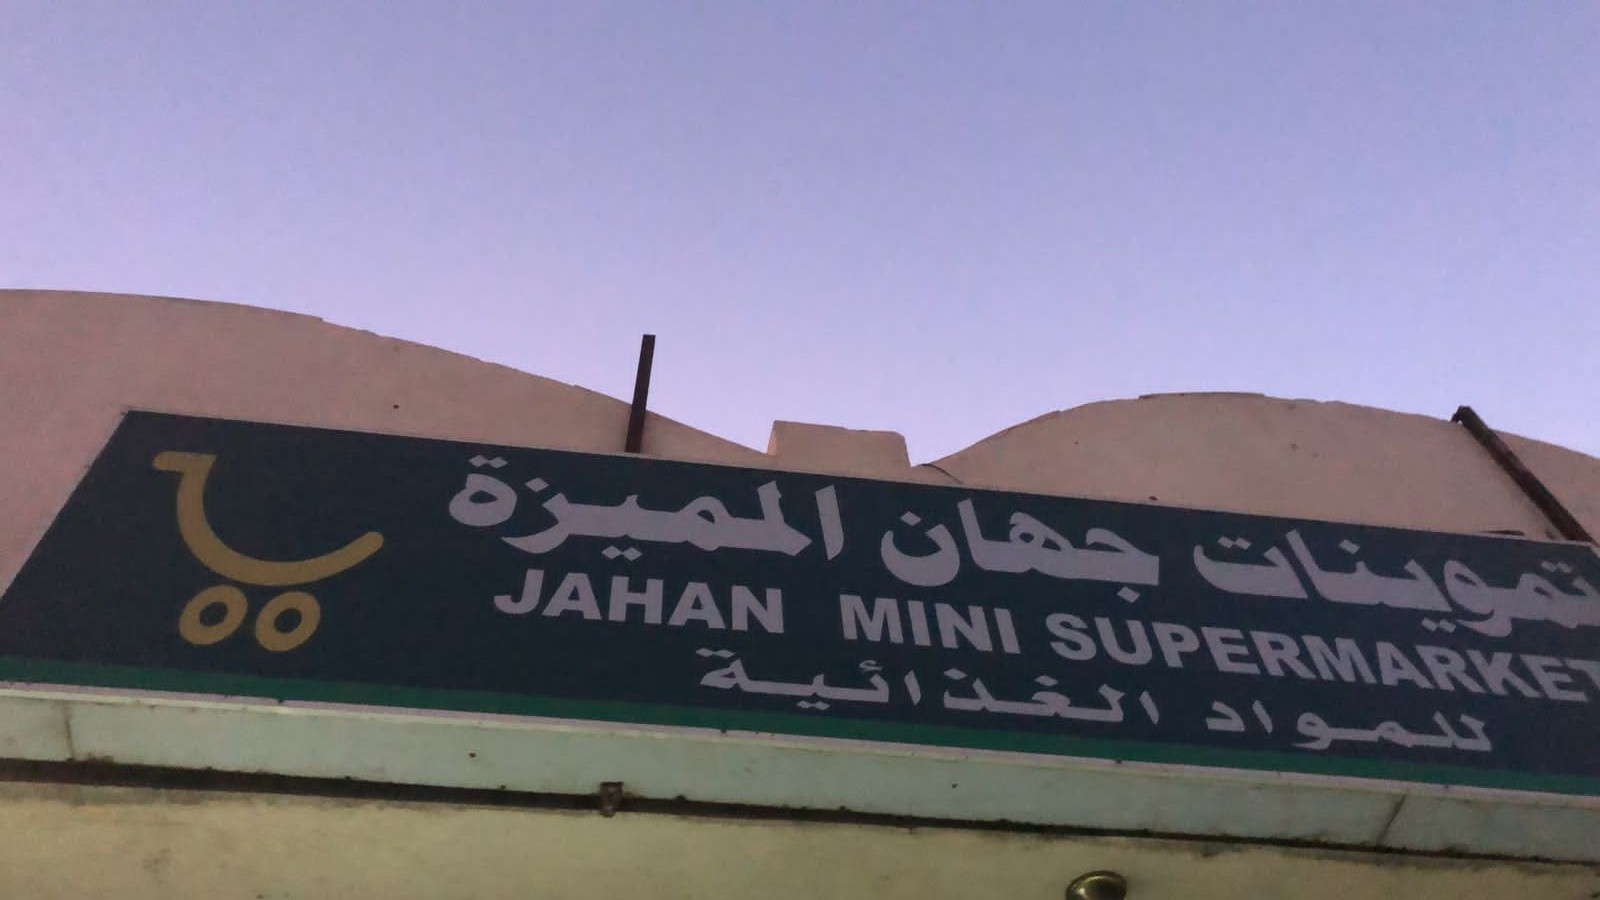 تموينات جهان المميزة
JAHAN MINI SUPERMARKET
للمواد الغذائية